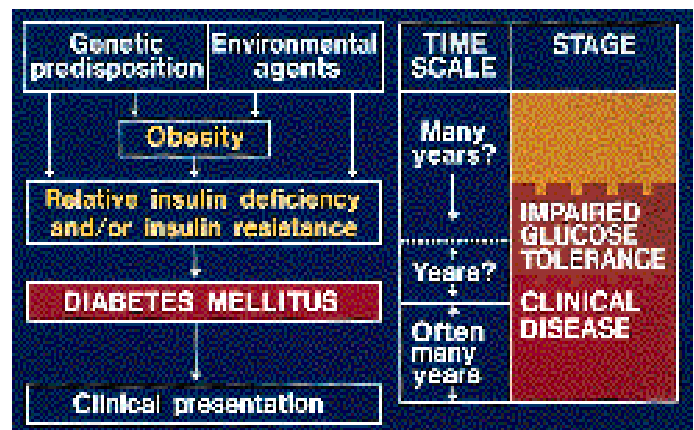 Genetic
predisposition
Environmental
agents
Obesity
Relative insulin deficiency
and/or insulin resistance
DIABETES MELLITUS
Clinical presentation
TIME
SCALE
STAGE
Many
years?
Years?
Often
many
years
IMPAIRED
GLUCOSE
TOLERANCE
CLINICAL
DISEASE